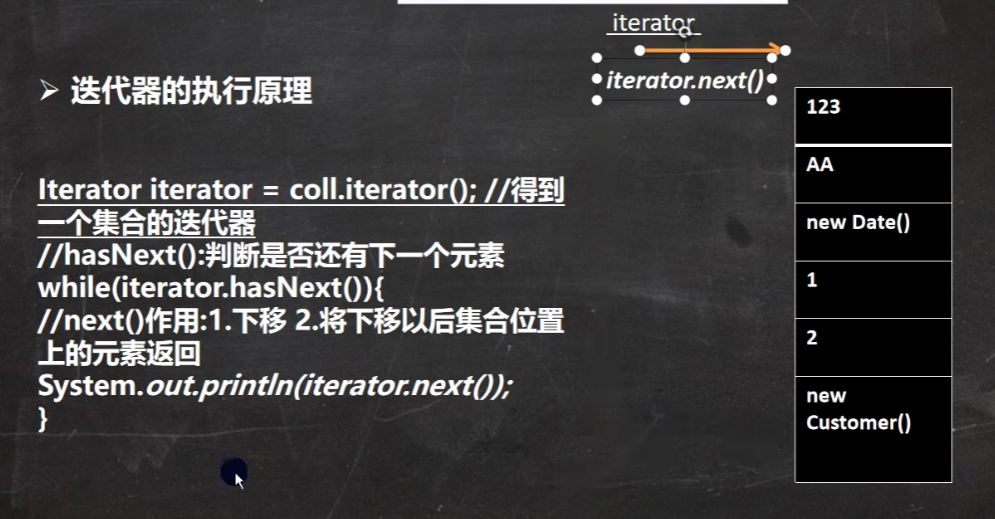 iterator
iterator.next()
迭代器的执行原理
Iterator iterator = coll.iterator(); //得到
一个集合的迭代器
//hasNext():判断是否还有下一个元素
while(iterator.hasNext()){
//next()作用:1.下移 2.将下移以后集合位置
上的元素返回
System.out.println(iterator.next());
}
123
AA
new Date()
1
2
new
Customer()